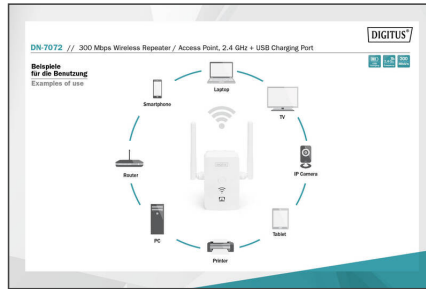 DIGITUS®
DN-7072 // 300 Mbps Wireless Repeater / Access Point, 2.4 GHz + USB Charging Port
Beispiele
für die Benutzung
Examples of use
Laptop
Smartphone
TV
Router
IP Camera
PC
Tablet
Printer